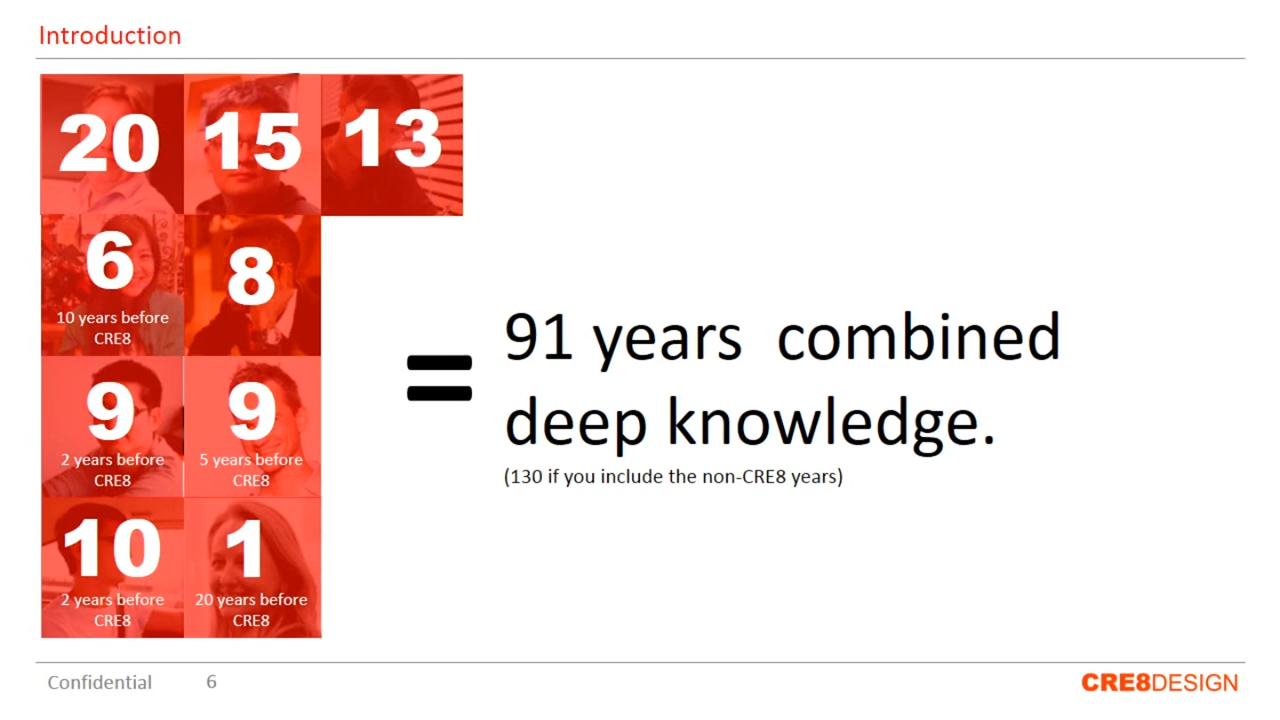 Introduction
20 15 13
6 8
10 years before
CRE8
9 9
2 years before 5 years before
CRE8 CRE8
10 1
2 years before 20 years before
CRE8 CRE8
=
91 years combined
deep knowledge.
(130 if you include the non-CRE8 years)
Confidential 6
CRE8DESIGN